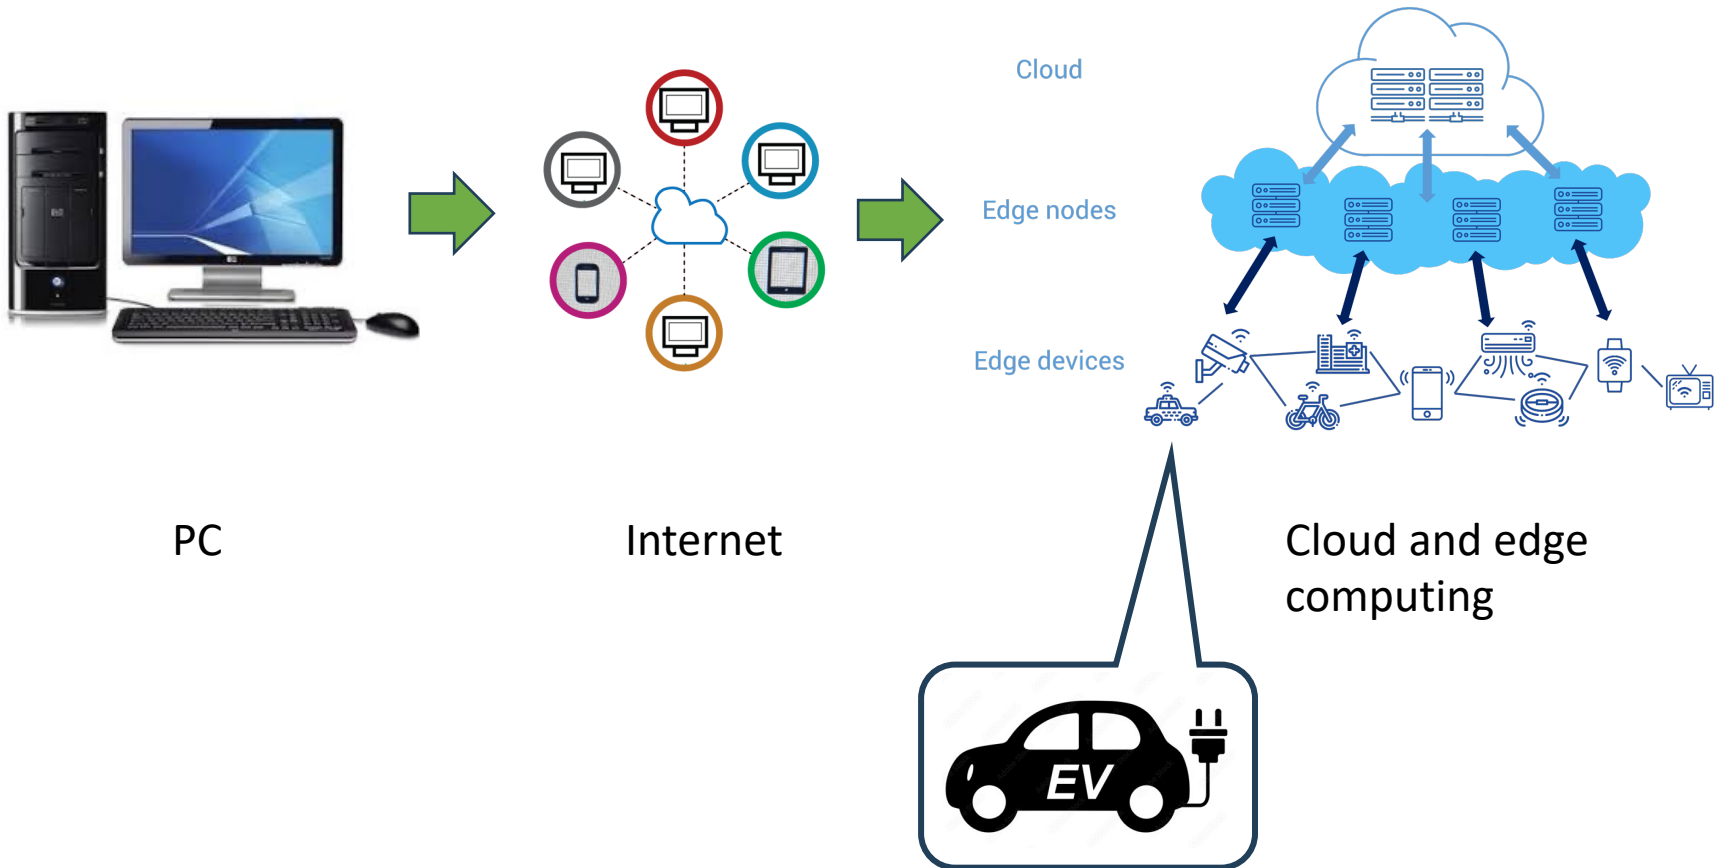 Cloud
Edge nodes
Edge devices
PC
Internet
Cloud and edge
computing
EV